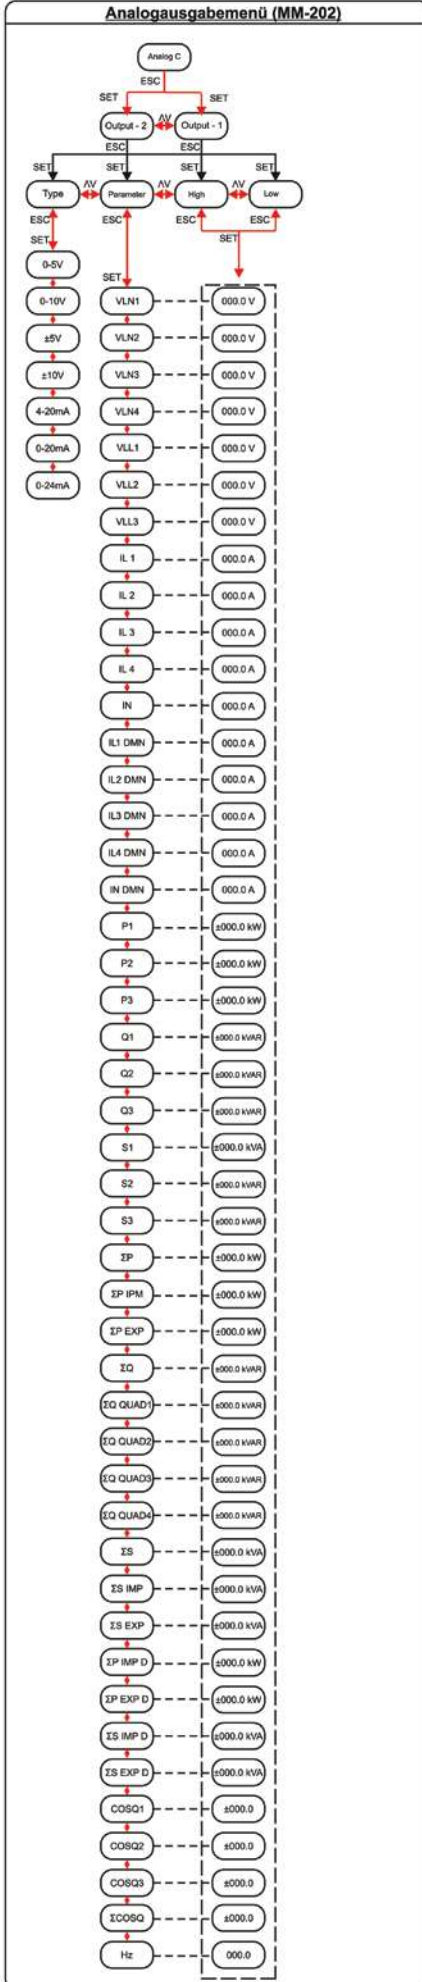 Analogausgabemenü (MM-202)
Analog C
ESC
SET SET
Output - 2 ΛV Output - 1
ESC ESC
SET SET SET SET
Type ΛV Parameter ΛV High ΛV Low
ESC ESC ESC ESC
SET SET
0-5V
SET
0-10V VLN1 000.0 V
±5V VLN2 000.0 V
±10V VLN3 000.0 V
4-20mA VLN4 000.0 V
0-20mA VLL1 000.0 V
0-24mA VLL2 000.0 V
VLL3 000.0 V
IL 1 000.0 A
IL 2 000.0 A
IL 3 000.0 A
IL 4 000.0 A
IN 000.0 A
IL1 DMN 000.0 A
IL2 DMN 000.0 A
IL3 DMN 000.0 A
IL4 DMN 000.0 A
IN DMN 000.0 A
P1 ±000.0 kW
P2 ±000.0 kW
P3 ±000.0 kW
Q1 ±000.0 kVAR
Q2 ±000.0 kVAR
Q3 ±000.0 kVAR
S1 ±000.0 kVA
S2 ±000.0 kVAR
S3 ±000.0 kVAR
ΣP ±000.0 kW
ΣP IPM ±000.0 kW
ΣP EXP ±000.0 kW
ΣQ ±000.0 kVAR
ΣQ QUAD1 ±000.0 kVAR
ΣQ QUAD2 ±000.0 kVAR
ΣQ QUAD3 ±000.0 kVAR
ΣQ QUAD4 ±000.0 kVAR
ΣS ±000.0 kVA
ΣS IMP ±000.0 kVA
ΣS EXP ±000.0 kVA
ΣP IMP D ±000.0 kW
ΣP EXP D ±000.0 kW
ΣS IMP D ±000.0 kVA
ΣS EXP D ±000.0 kVA
COSQ1 ±000.0
COSQ2 ±000.0
COSQ3 ±000.0
ΣCOSQ ±000.0
Hz 000.0